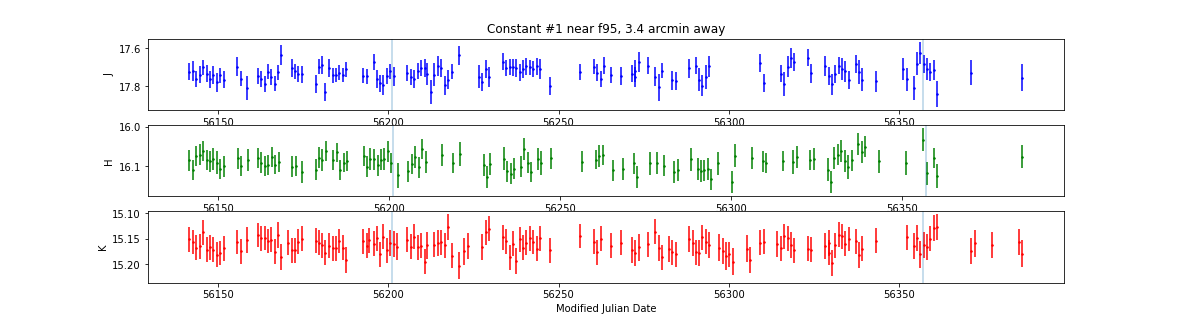 Constant #1 near f95, 3.4 arcmin away
17.6
17.8
J
56150 56200 56250 56300 56350
16.0
16.1
H
56150 56200 56250 56300 56350
15.10
15.15
15.20
K
56150 56200 56250 56300 56350
Modified Julian Date